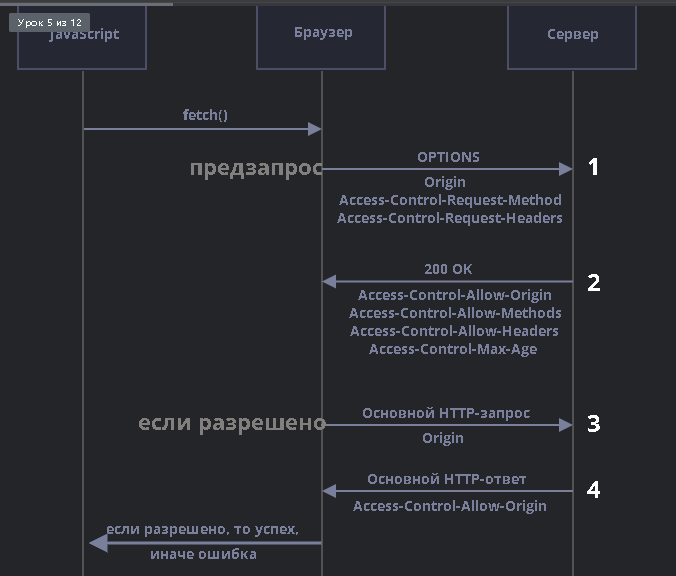 Урок 5 из 12
JavaScript
Браузер
Сервер
fetch()
предзапрос
OPTIONS
1
Origin
Access-Control-Request-Method
Access-Control-Request-Headers
200 OK
2
Access-Control-Allow-Origin
Access-Control-Allow-Methods
Access-Control-Allow-Headers
Access-Control-Max-Age
если разрешено
Основной HTTP-запрос
3
Origin
Основной HTTP-ответ
4
Access-Control-Allow-Origin
если разрешено, то успех,
иначе ошибка